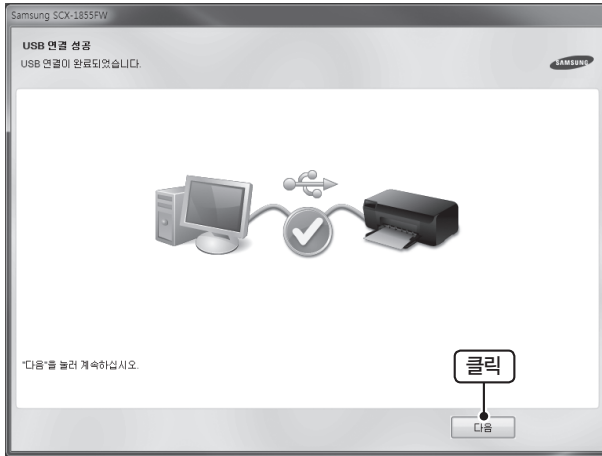 Samsung SCX-1855FW
USB 연결 성공
USB 연결이 완료되었습니다.
SAMSUNG
"다음"을 눌러 계속하십시오.
클릭
다음